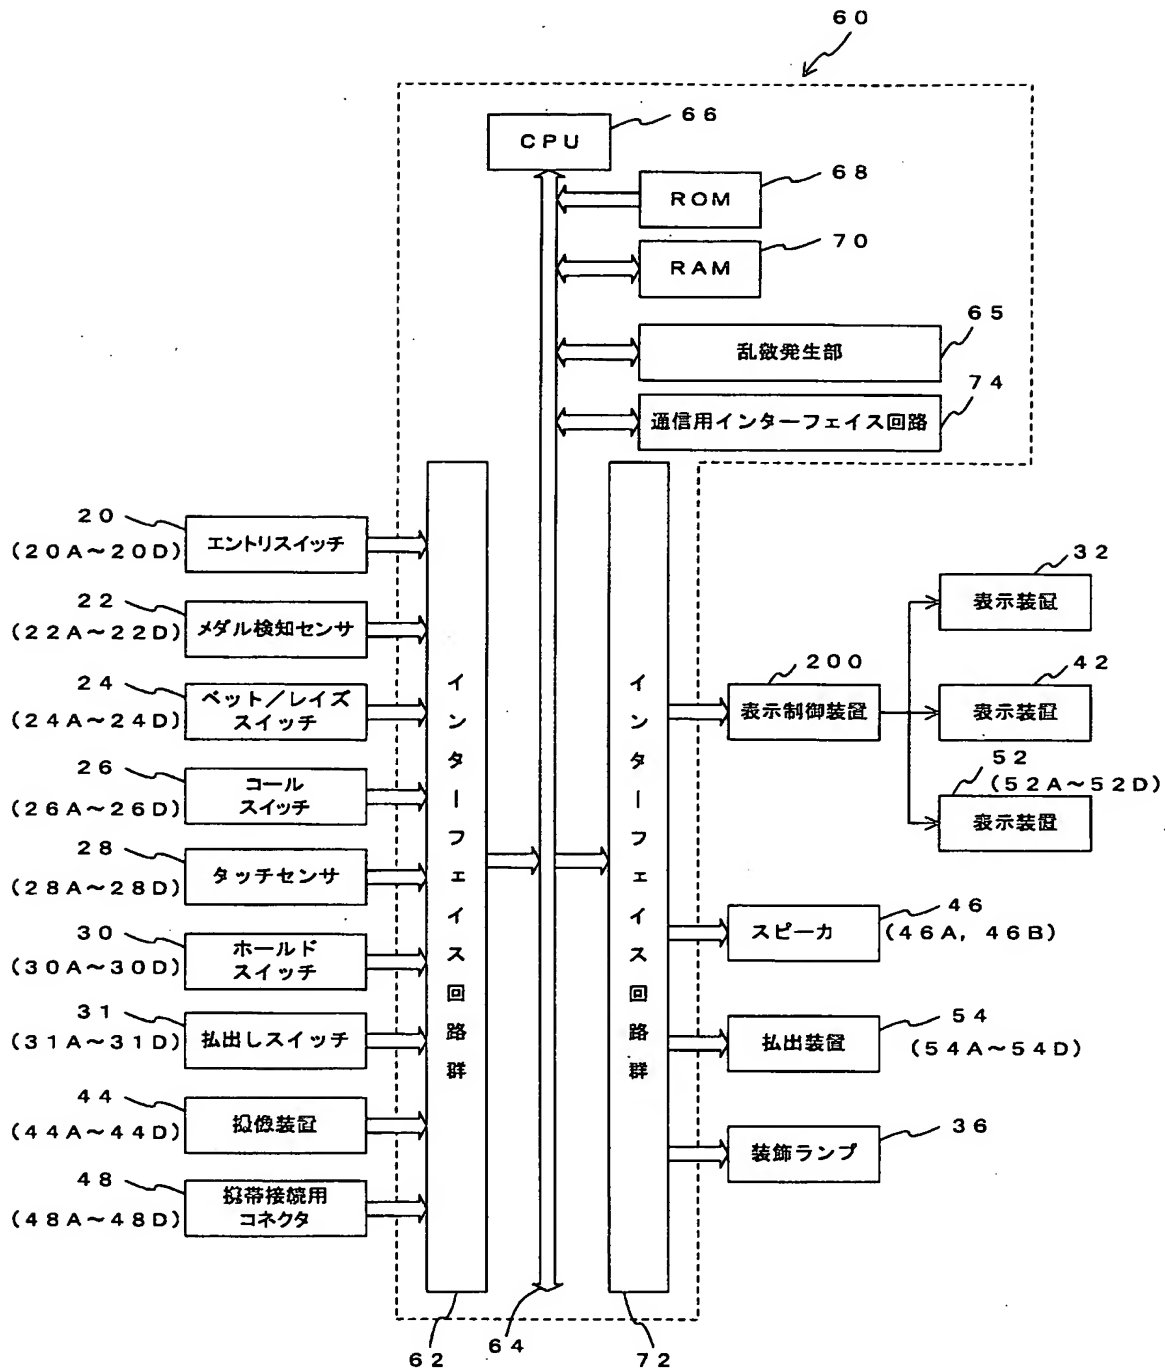 60
CPU
66
ROM
68
RAM
70
乱数発生部
65
通信用インターフェイス回路
74
20
(20A~20D)
エントリスイッチ
22
(22A~22D)
メダル検知センサ
24
(24A~24D)
ベット/レイズ
スイッチ
26
(26A~26D)
コール
スイッチ
28
(28A~28D)
タッチセンサ
30
(30A~30D)
ホールド
スイッチ
31
(31A~31D)
払出しスイッチ
44
(44A~44D)
撮像装置
48
(48A~48D)
携帯接続用
コネクタ
インターフェイス回路群
インターフェイス回路群
200
表示制御装置
32
表示装置
42
表示装置
52
(52A~52D)
表示装置
スピーカ
46
(46A, 46B)
払出装置
54
(54A~54D)
装飾ランプ
36
62
64
72